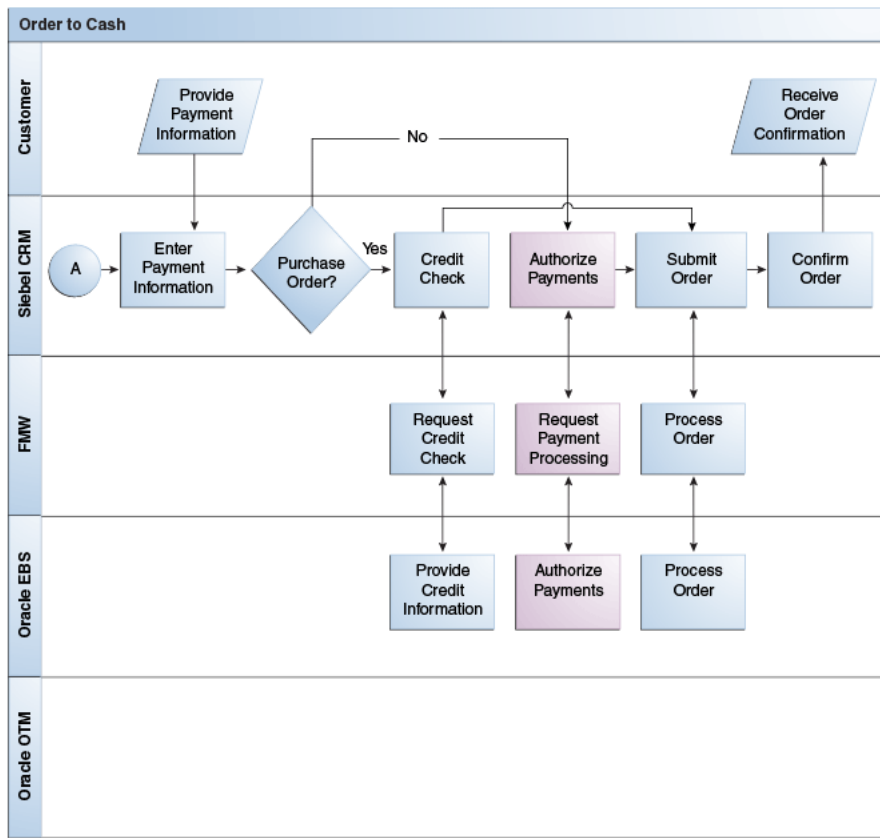 Order to Cash
Customer
Provide
Payment
Information
No
Receive
Order
Confirmation
Siebel CRM
A
Enter
Payment
Information
Purchase
Order?
Yes
Credit
Check
Authorize
Payments
Submit
Order
Confirm
Order
FMW
Request
Credit
Check
Request
Payment
Processing
Process
Order
Oracle EBS
Provide
Credit
Information
Authorize
Payments
Process
Order
Oracle OTM